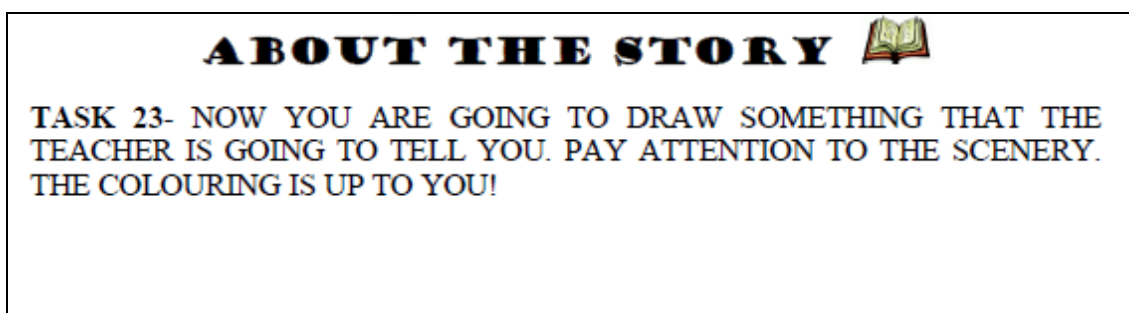 ABOUT THE STORY
TASK 23- NOW YOU ARE GOING TO DRAW SOMETHING THAT THE
TEACHER IS GOING TO TELL YOU. PAY ATTENTION TO THE SCENERY.
THE COLOURING IS UP TO YOU!